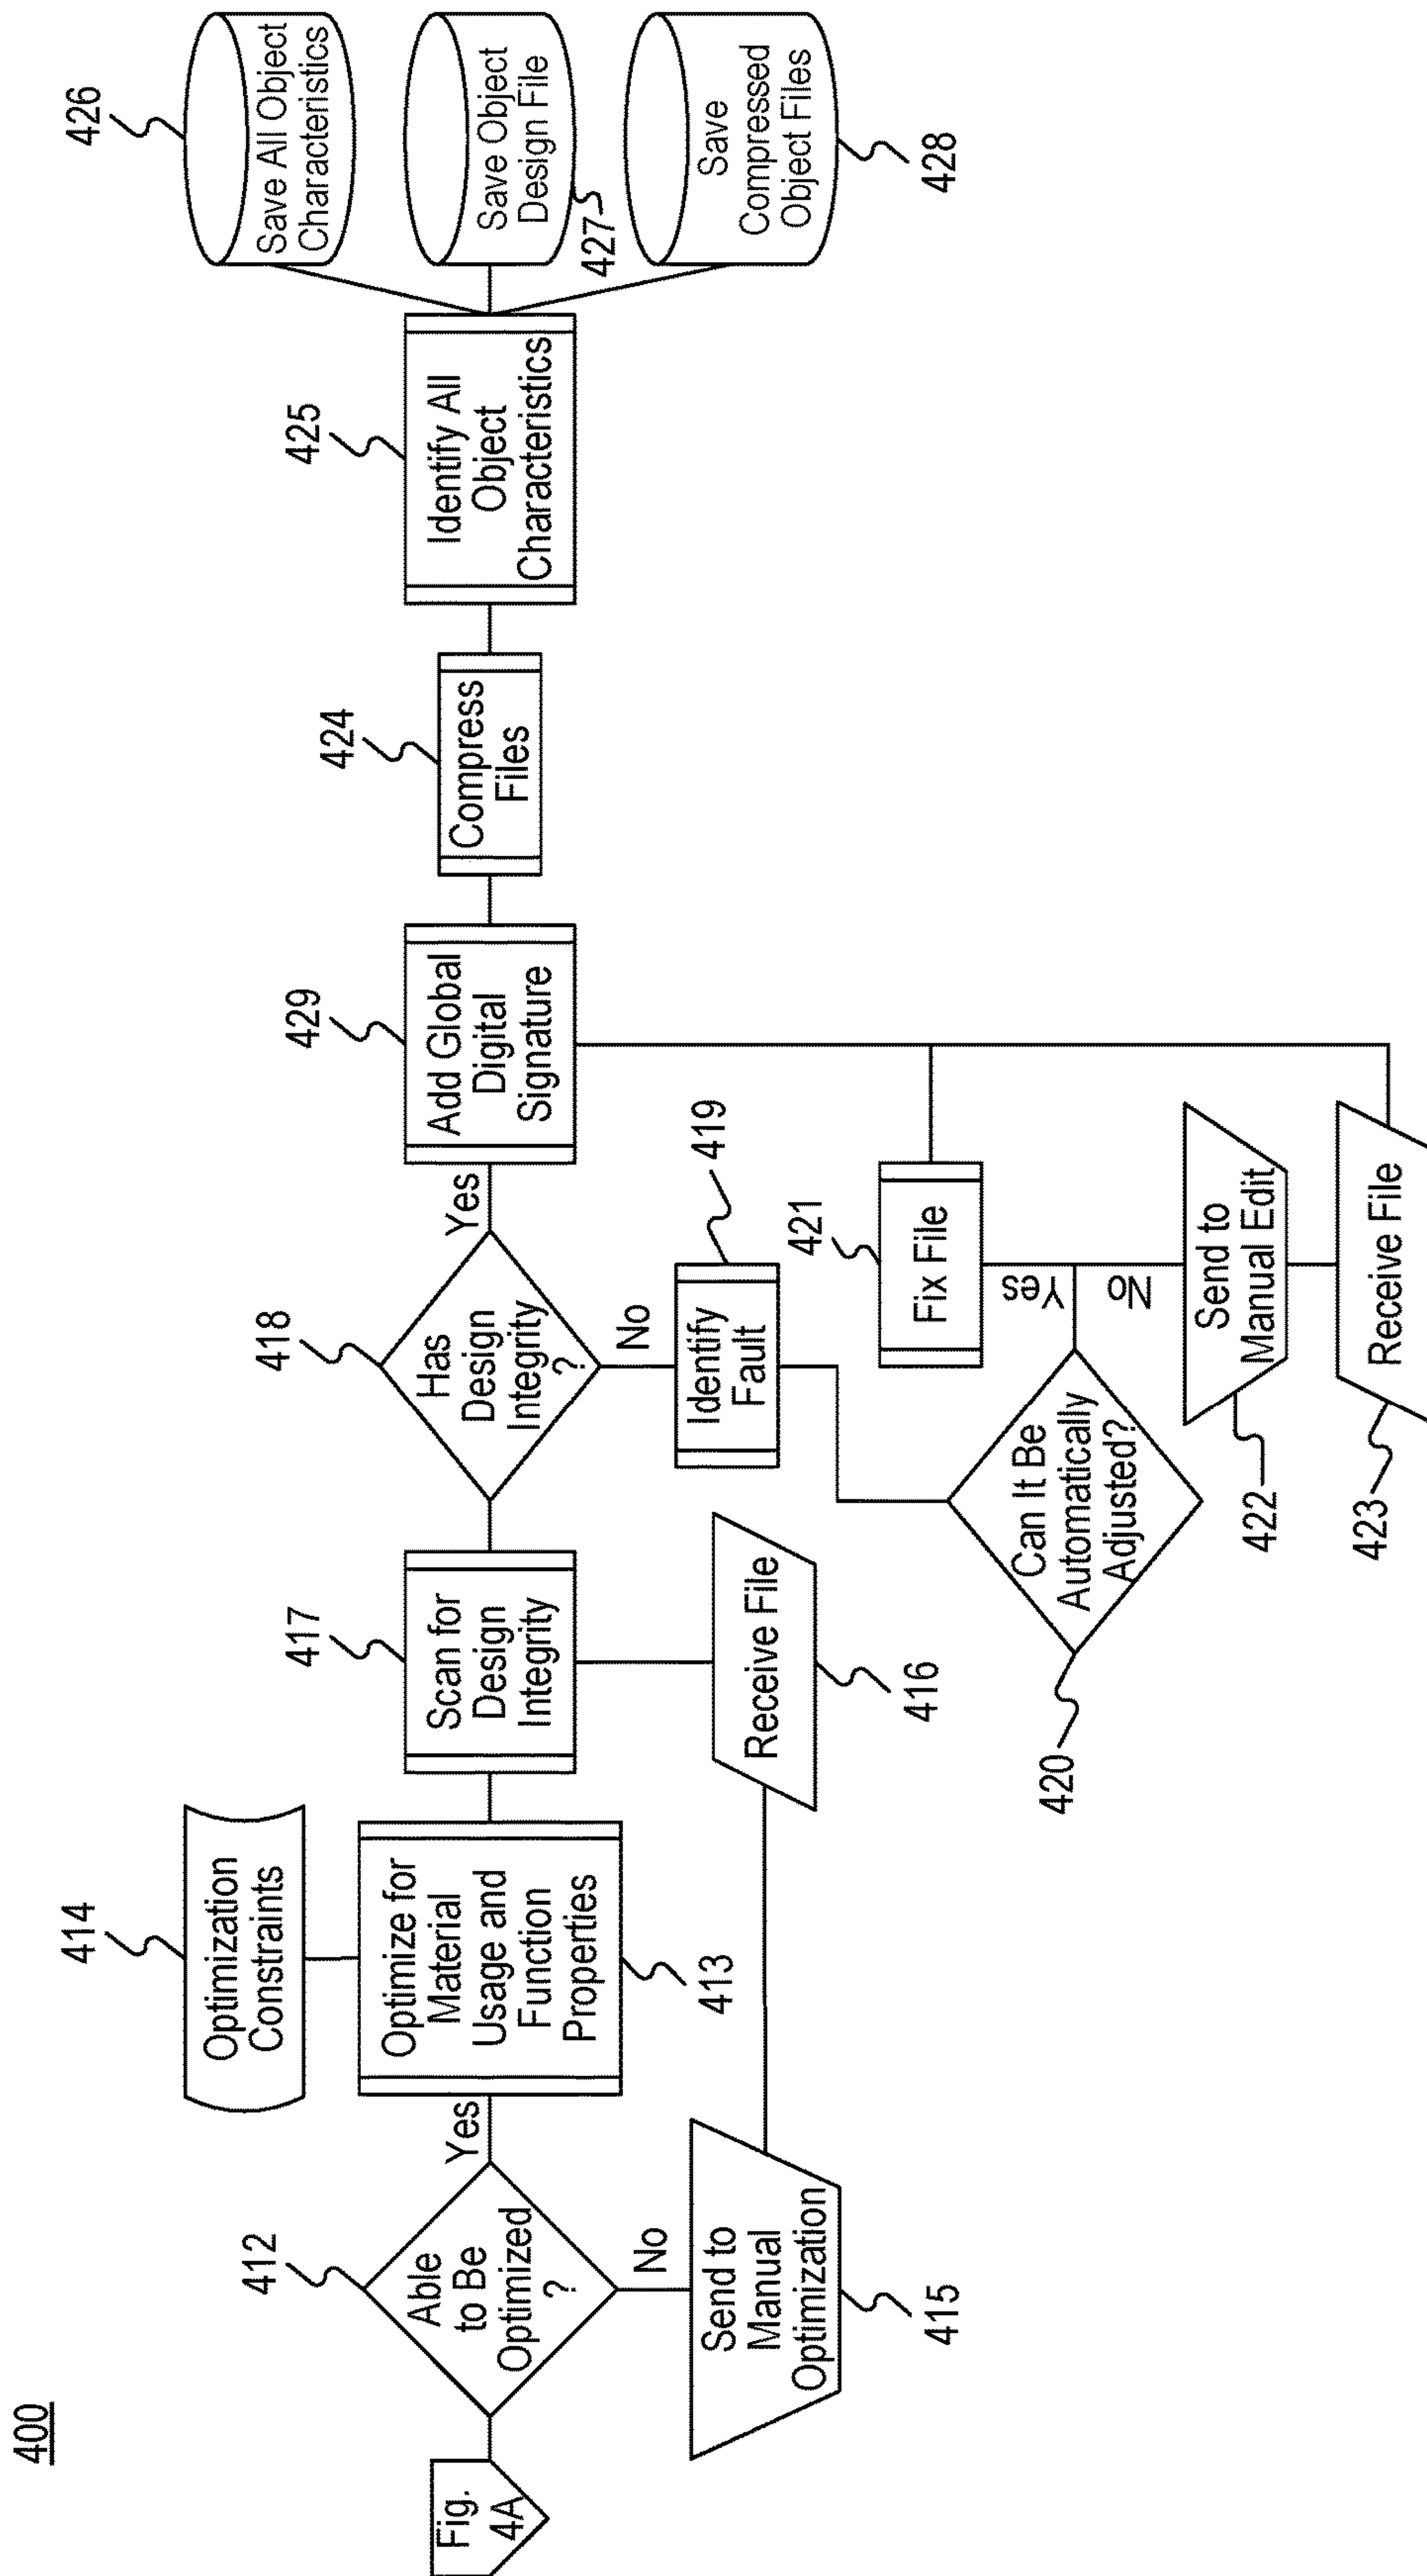 400
Fig.
4A
412
Able
to Be
Optimized
?
Yes
No
414
Optimization
Constraints
Optimize for
Material
Usage and
Function
Properties
413
Send to
Manual
Optimization
415
Receive File
416
417
Scan for
Design
Integrity
418
Has
Design
Integrity
?
Yes
No
419
Identify
Fault
420
Can It Be
Automatically
Adjusted?
Yes
No
421
Fix File
422
Send to
Manual Edit
423
Receive File
429
Add Global
Digital
Signature
424
Compress
Files
425
Identify All
Object
Characteristics
426
Save All Object
Characteristics
Save Object
Design File
427
Save
Compressed
Object Files
428